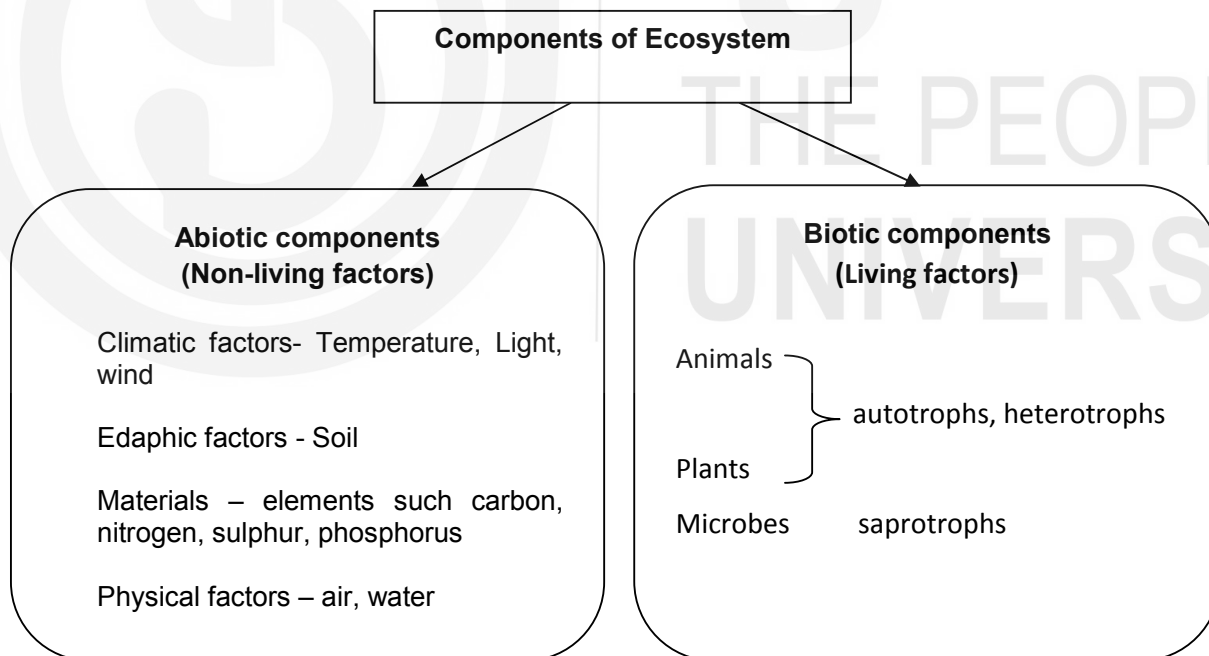 Components of Ecosystem
THE PEOP
UNIVERS
Abiotic components
(Non-living factors)
Climatic factors- Temperature, Light,
wind
Edaphic factors - Soil
Materials – elements such carbon,
nitrogen, sulphur, phosphorus
Physical factors – air, water
Biotic components
(Living factors)
Animals
autotrophs, heterotrophs
Plants
Microbes saprotrophs